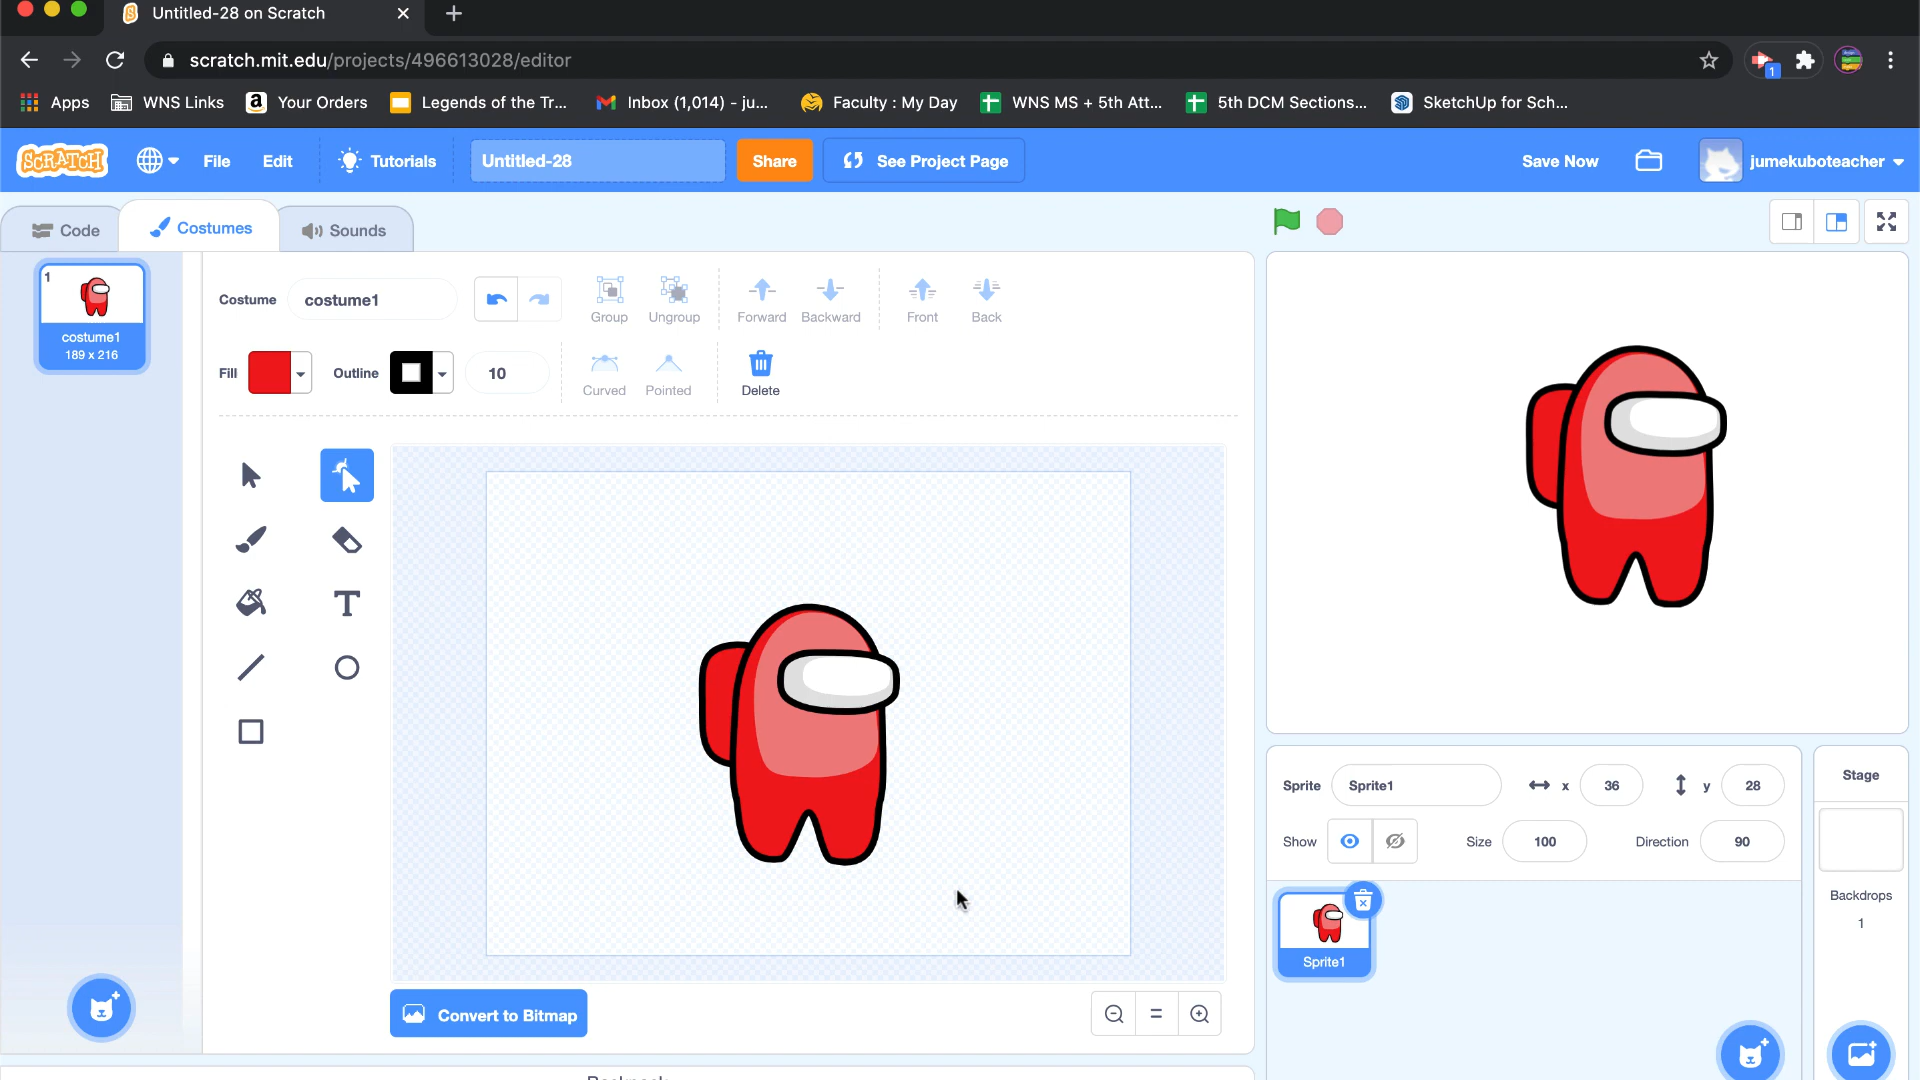 Untitled-28 on Scratch
scratch.mit.edu/projects/496613028/editor
1
Apps WNS Links Your Orders Legends of the Tr... Inbox (1,014) - ju... Faculty : My Day WNS MS + 5th Att... 5th DCM Sections... SketchUp for Sch...
SCRATCH File Edit Tutorials Untitled-28 Share See Project Page Save Now jumekuboteacher
Code Costumes Sounds
1
costume1
189 x 216
Costume costume1 Group Ungroup Forward Backward Front Back
Fill Outline 10 Curved Pointed Delete
Convert to Bitmap
Sprite Sprite1 x 36 y 28
Show Size 100 Direction 90
Sprite1
Stage
Backdrops
1